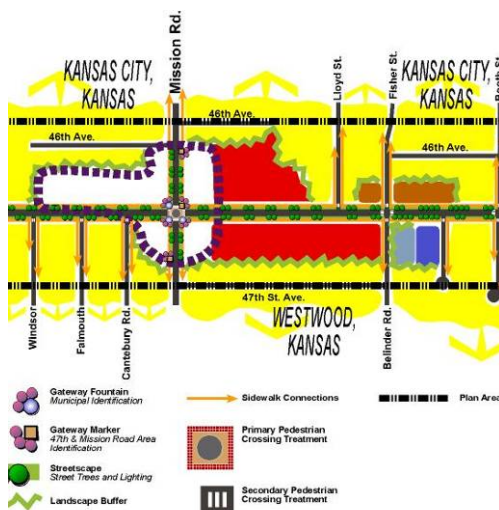 KANSAS CITY,
KANSAS
Mission Rd.
Lloyd St.
Fisher St.
KANSAS CITY,
KANSAS
46th Ave.
46th Ave.
46th Ave.
47th St. Ave.
Windsor
Falmouth
Cantebury Rd.
WESTWOOD,
KANSAS
Belinder Rd.
Gateway Fountain
Municipal Identification
Sidewalk Connections
Plan Area
Gateway Marker
47th & Mission Road Area
Identification
Primary Pedestrian
Crossing Treatment
Streetscape
Street Trees and Lighting
Landscape Buffer
Secondary Pedestrian
Crossing Treatment